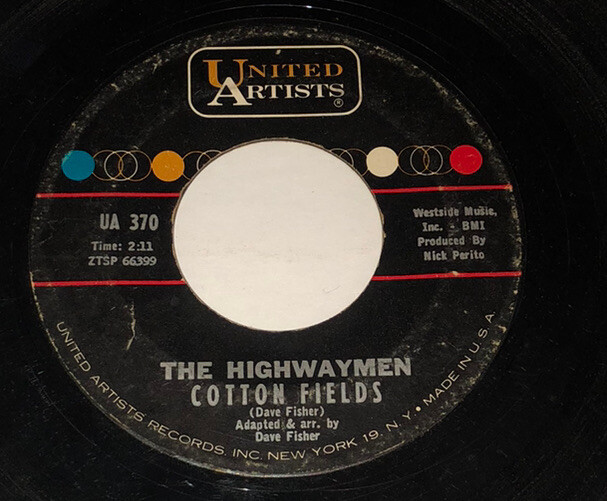 UNITED
ARTISTS®
UA 370
Time: 2:11
ZTSP 66399
Westside Music,
Inc. - BMI
Produced By
Nick Perito
THE HIGHWAYMEN
COTTON FIELDS
(Dave Fisher)
Adapted & arr. by
Dave Fisher
UNITED ARTISTS RECORDS, INC. NEW YORK 19, N. Y. • MADE IN U.S.A.